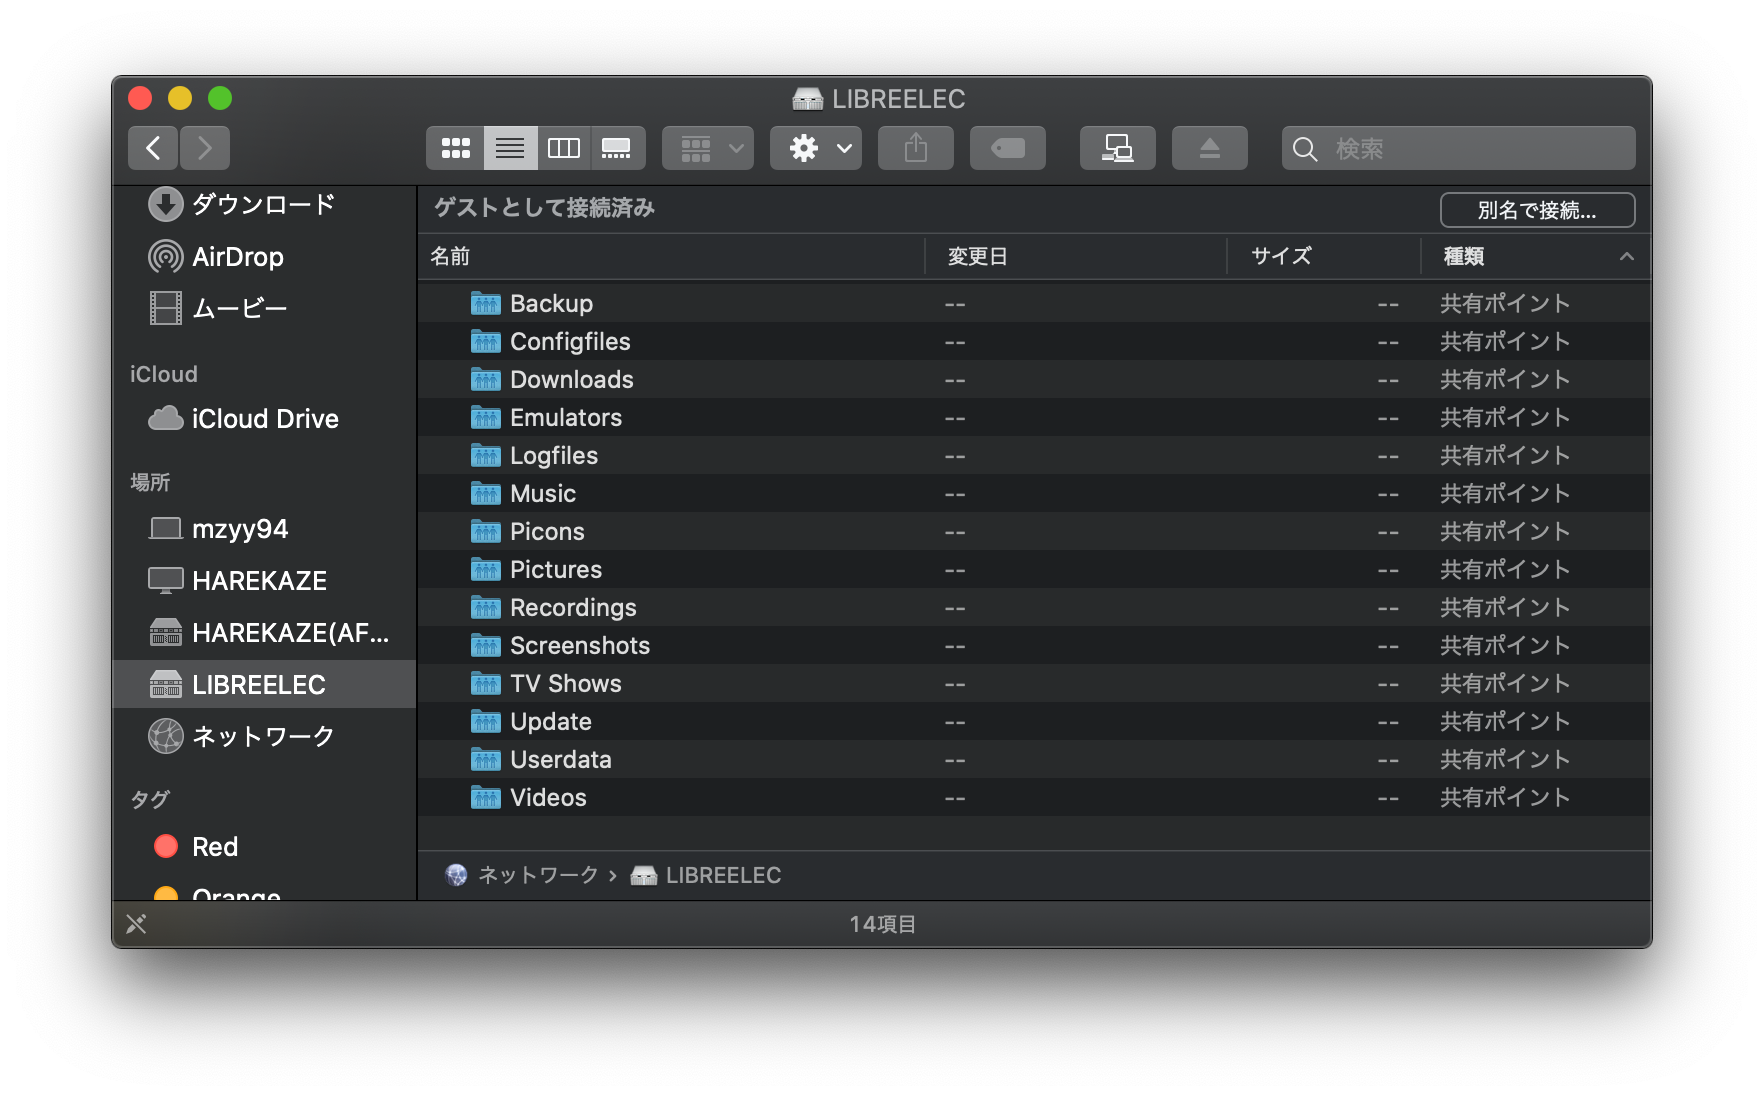 LIBREELEC
検索
ダウンロード
AirDrop
ムービー
iCloud
iCloud Drive
場所
mzyy94
HAREKAZE
HAREKAZE(AF...
LIBREELEC
ネットワーク
タグ
Red
Orange
ゲストとして接続済み
別名で接続...
名前 変更日 サイズ 種類
Backup -- -- 共有ポイント
Configfiles -- -- 共有ポイント
Downloads -- -- 共有ポイント
Emulators -- -- 共有ポイント
Logfiles -- -- 共有ポイント
Music -- -- 共有ポイント
Picons -- -- 共有ポイント
Pictures -- -- 共有ポイント
Recordings -- -- 共有ポイント
Screenshots -- -- 共有ポイント
TV Shows -- -- 共有ポイント
Update -- -- 共有ポイント
Userdata -- -- 共有ポイント
Videos -- -- 共有ポイント
ネットワーク › LIBREELEC
14項目